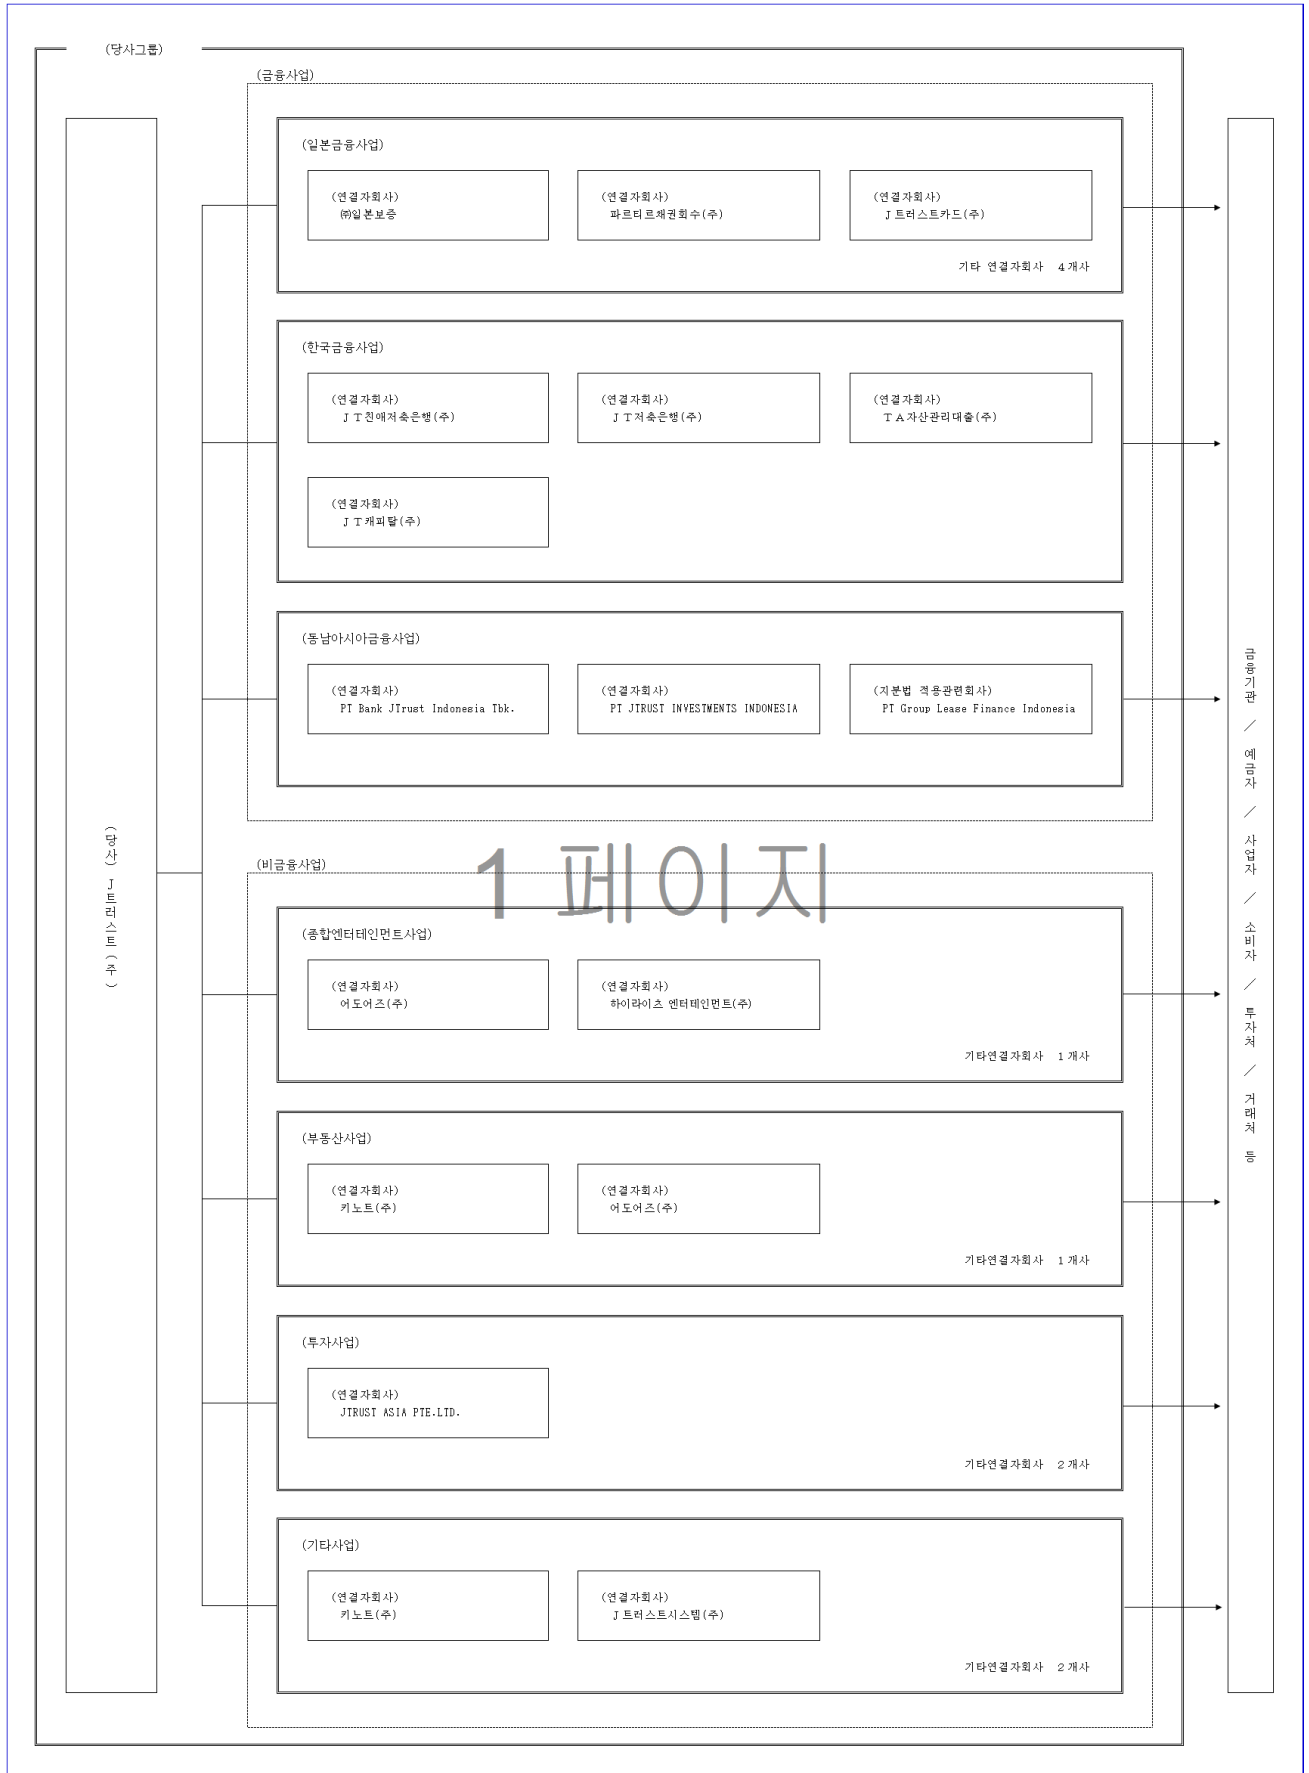 (당사그룹)
(금융사업)
(일본금융사업)
(연결자회사)
㈜일본보증
(연결자회사)
파르티르채권회수(주)
(연결자회사)
J트러스트카드(주)
기타 연결자회사 4개사
(한국금융사업)
(연결자회사)
JT친애저축은행(주)
(연결자회사)
JT저축은행(주)
(연결자회사)
TA자산관리대출(주)
(연결자회사)
JT캐피탈(주)
(동남아시아금융사업)
(연결자회사)
PT Bank JTrust Indonesia Tbk.
(연결자회사)
PT JTRUST INVESTMENTS INDONESIA
(지분법 적용관련회사)
PT Group Lease Finance Indonesia
(당사) J트러스트(주)
(비금융사업)
1 페이지
(종합엔터테인먼트사업)
(연결자회사)
어도어즈(주)
(연결자회사)
하이라이츠 엔터테인먼트(주)
기타연결자회사 1개사
(부동산사업)
(연결자회사)
키노트(주)
(연결자회사)
어도어즈(주)
기타연결자회사 1개사
(투자사업)
(연결자회사)
JTRUST ASIA PTE.LTD.
기타연결자회사 2개사
(기타사업)
(연결자회사)
키노트(주)
(연결자회사)
J트러스트시스템(주)
기타연결자회사 2개사
금융기관 / 예금자 / 사업자 / 소비자 / 투자처 / 거래처 등